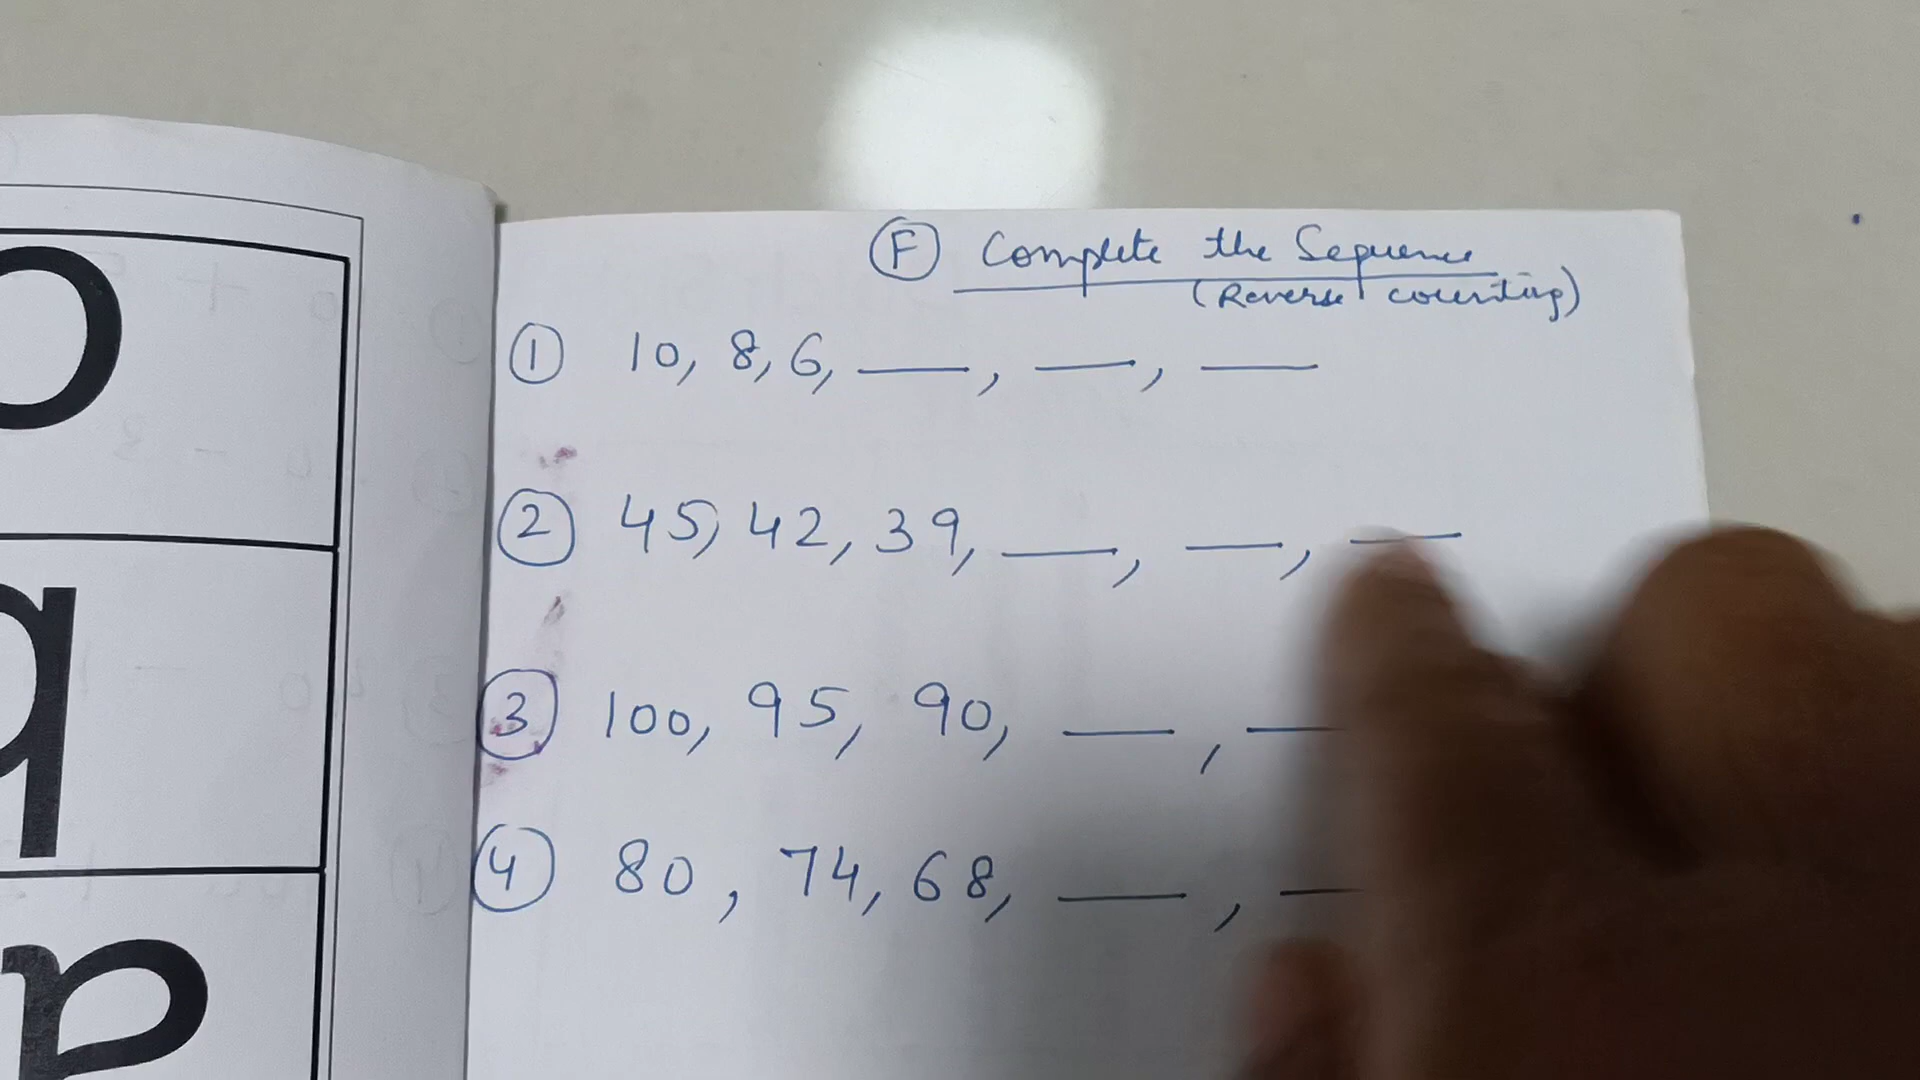 Ⓕ Complete the Sequence
(Reverse counting)
① 10, 8, 6, ___, ___, ___
② 45, 42, 39, ___, ___, ___
③ 100, 95, 90, ___, ___
④ 80, 74, 68, ___, ___